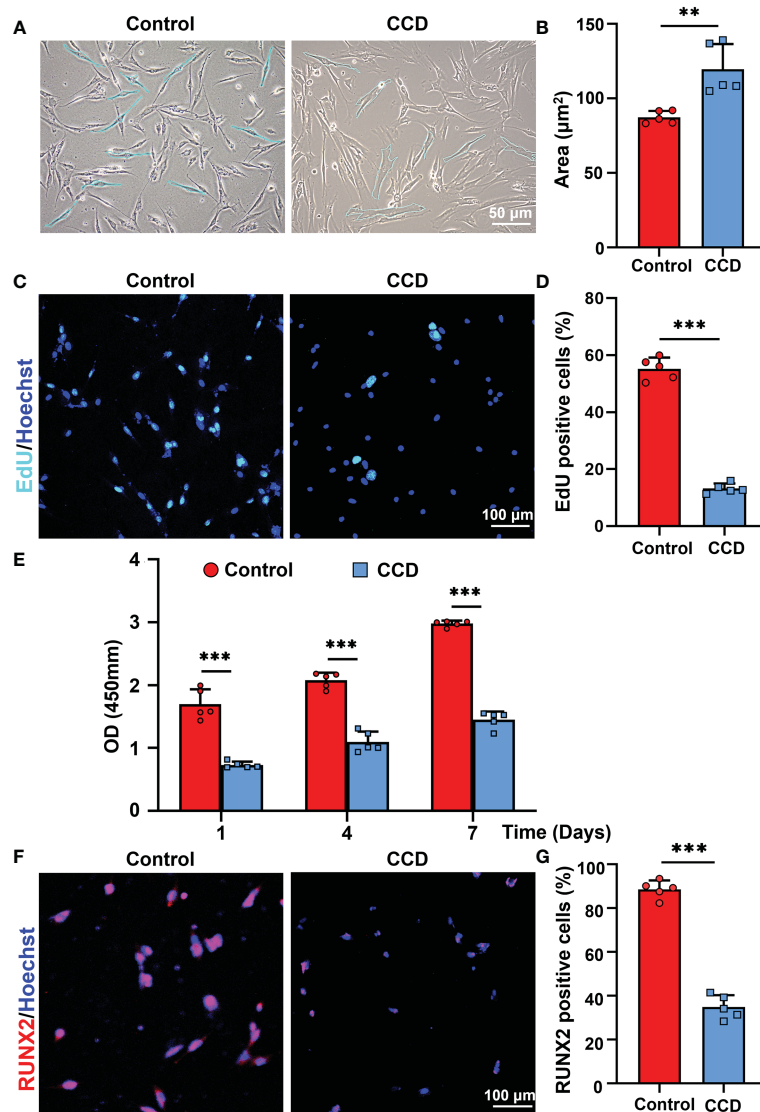 A
Control
CCD
50 µm
B
Area (µm²)
150
100
50
0
**
Control
CCD
C
EdU/Hoechst
Control
CCD
100 µm
D
EdU positive cells (%)
80
60
40
20
0
***
Control
CCD
E
OD (450mm)
4
3
2
1
0
Control
CCD
***
***
***
1
4
7
Time (Days)
F
RUNX2/Hoechst
Control
CCD
100 µm
G
RUNX2 positive cells (%)
100
80
60
40
20
0
***
Control
CCD